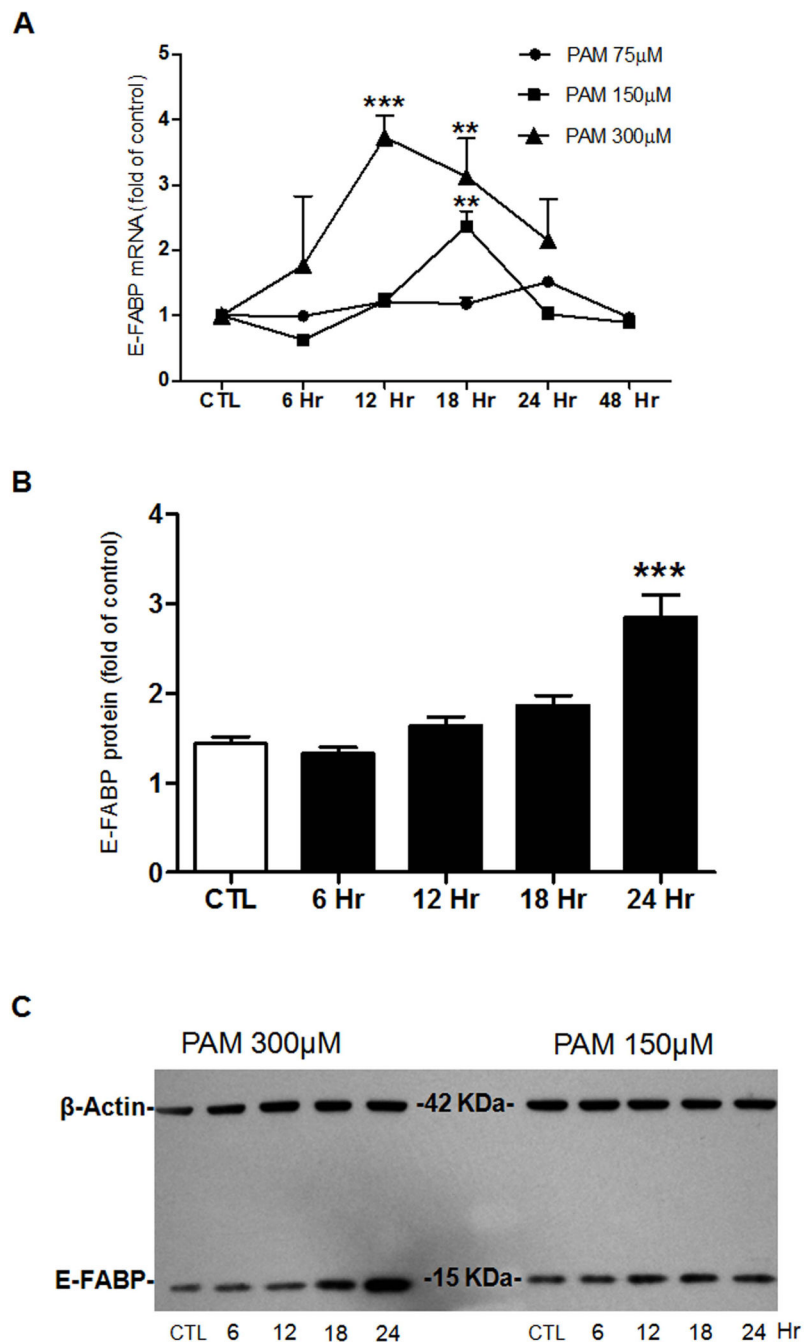 A
E-FABP mRNA (fold of control)
5
4
3
2
1
0
PAM 75μM
PAM 150μM
PAM 300μM
***
**
**
CTL
6 Hr
12 Hr
18 Hr
24 Hr
48 Hr
B
E-FABP protein (fold of control)
4
3
2
1
0
***
CTL
6 Hr
12 Hr
18 Hr
24 Hr
C
PAM 300μM
PAM 150μM
β-Actin-
-42 KDa-
E-FABP-
-15 KDa-
CTL 6 12 18 24
CTL 6 12 18 24 Hr